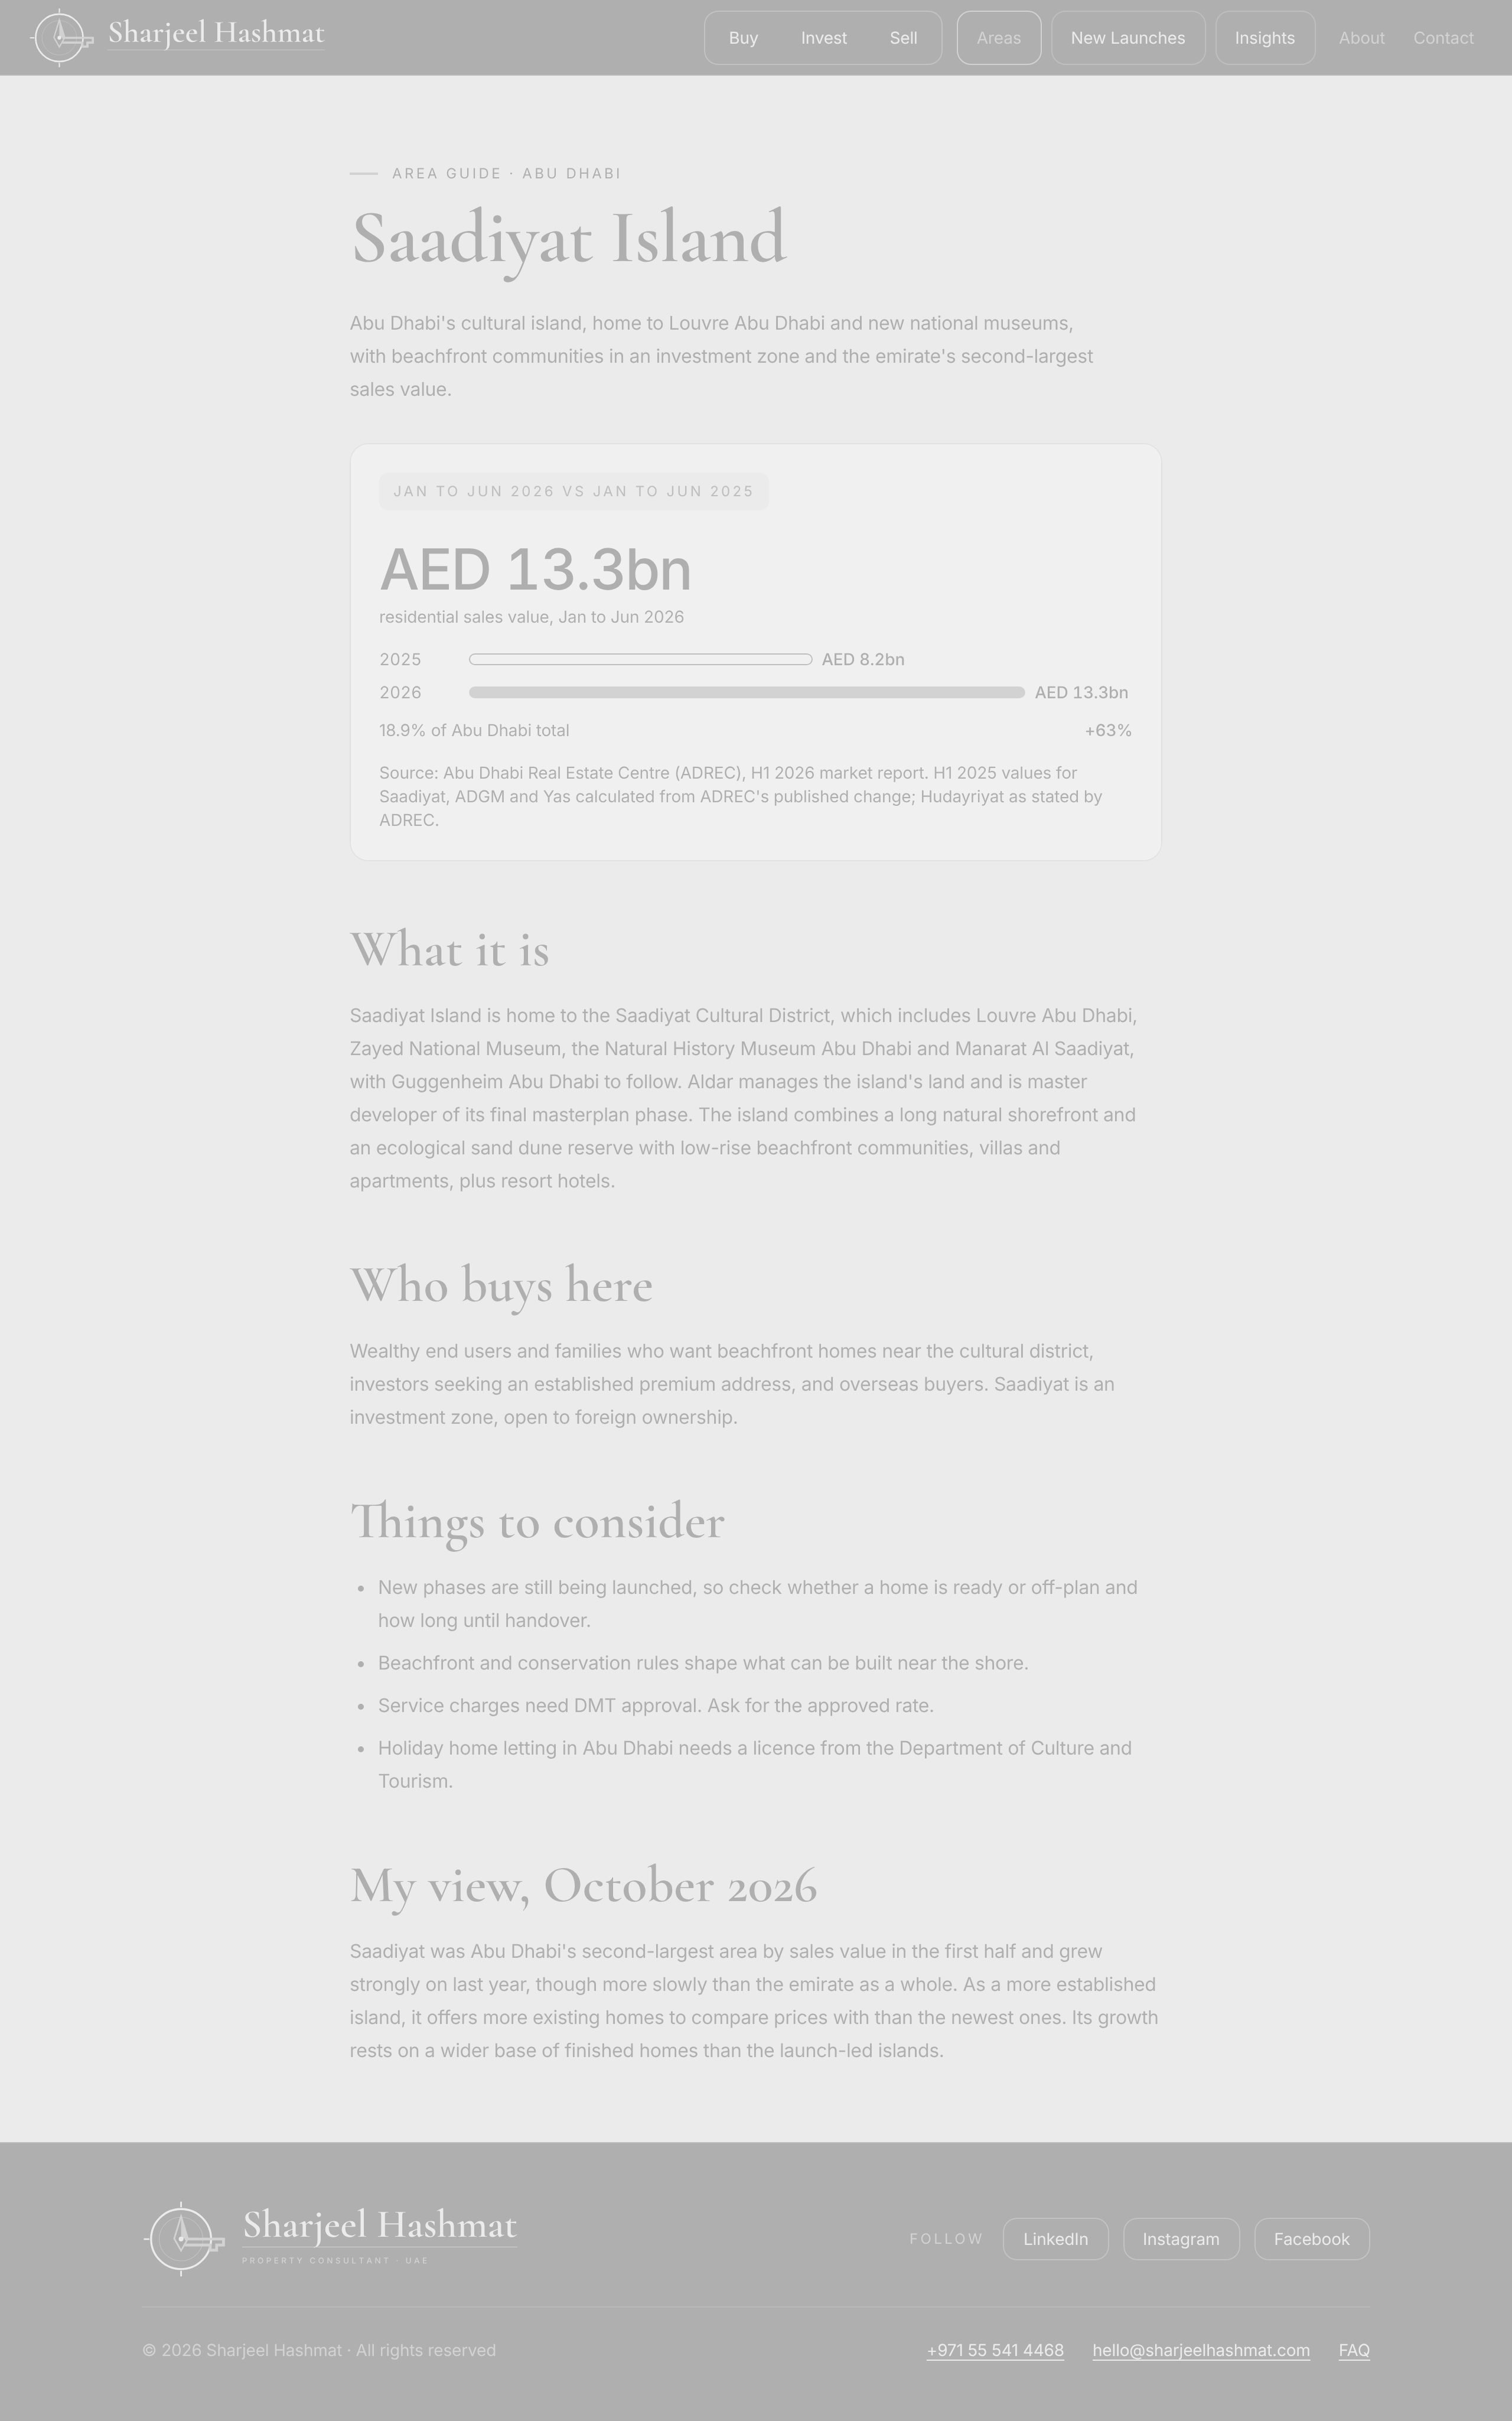 Sharjeel Hashmat
Buy Invest Sell Areas New Launches Insights About Contact
AREA GUIDE · ABU DHABI
Saadiyat Island
Abu Dhabi's cultural island, home to Louvre Abu Dhabi and new national museums,
with beachfront communities in an investment zone and the emirate's second-largest
sales value.
JAN TO JUN 2026 VS JAN TO JUN 2025
AED 13.3bn
residential sales value, Jan to Jun 2026
2025 AED 8.2bn
2026 AED 13.3bn
18.9% of Abu Dhabi total +63%
Source: Abu Dhabi Real Estate Centre (ADREC), H1 2026 market report. H1 2025 values for
Saadiyat, ADGM and Yas calculated from ADREC's published change; Hudayriyat as stated by
ADREC.
What it is
Saadiyat Island is home to the Saadiyat Cultural District, which includes Louvre Abu Dhabi,
Zayed National Museum, the Natural History Museum Abu Dhabi and Manarat Al Saadiyat,
with Guggenheim Abu Dhabi to follow. Aldar manages the island's land and is master
developer of its final masterplan phase. The island combines a long natural shorefront and
an ecological sand dune reserve with low-rise beachfront communities, villas and
apartments, plus resort hotels.
Who buys here
Wealthy end users and families who want beachfront homes near the cultural district,
investors seeking an established premium address, and overseas buyers. Saadiyat is an
investment zone, open to foreign ownership.
Things to consider
• New phases are still being launched, so check whether a home is ready or off-plan and
how long until handover.
• Beachfront and conservation rules shape what can be built near the shore.
• Service charges need DMT approval. Ask for the approved rate.
• Holiday home letting in Abu Dhabi needs a licence from the Department of Culture and
Tourism.
My view, October 2026
Saadiyat was Abu Dhabi's second-largest area by sales value in the first half and grew
strongly on last year, though more slowly than the emirate as a whole. As a more established
island, it offers more existing homes to compare prices with than the newest ones. Its growth
rests on a wider base of finished homes than the launch-led islands.
Sharjeel Hashmat
PROPERTY CONSULTANT · UAE
FOLLOW LinkedIn Instagram Facebook
© 2026 Sharjeel Hashmat · All rights reserved +971 55 541 4468 hello@sharjeelhashmat.com FAQ